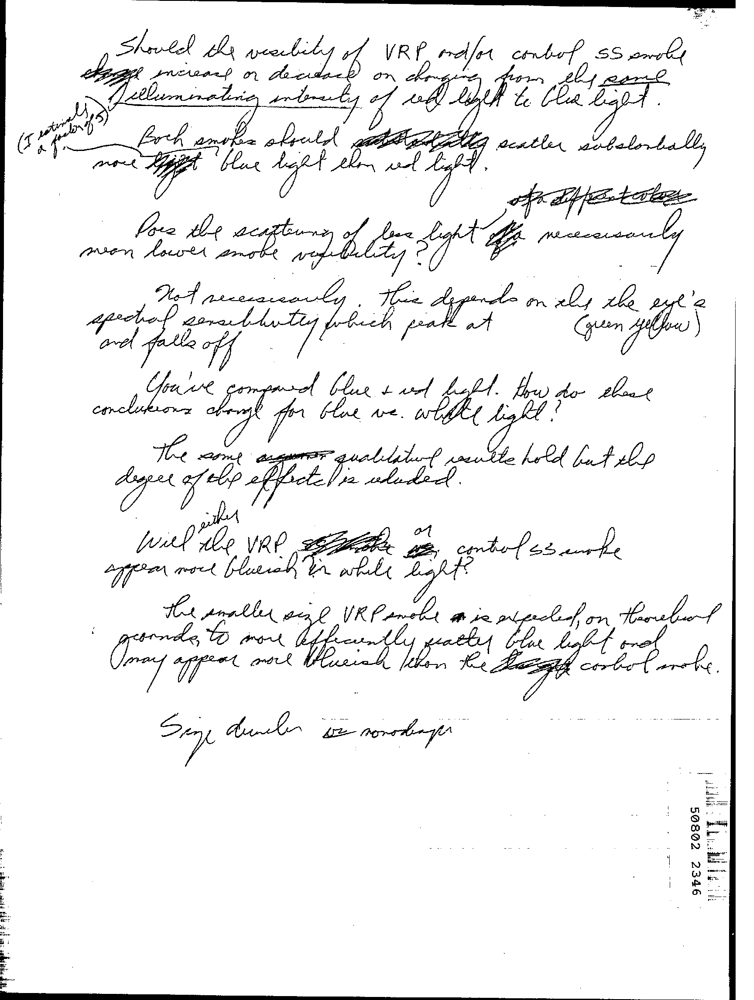 Should the visibility of VRP and/or control SS smoke
increase or decrease on changing from the same
illuminating intensity of red light to blue light.
(I estimate
a factor of 5)
Both smokes should scatter substantially
more blue light than red light.
Does the scattering of less light necessarily
mean lower smoke visibility?
Not necessarily. This depends on the the eye's
spectral sensibility which peak at (green yellow)
and falls off
You've compared blue + red light. How do these
conclusions change for blue vs. white light?
The same qualitative results hold but the
degree of the effects is reduced.
either
Will the VRP or control SS smoke
appear more blueish in white light?
The smaller size VRP smoke is expected, on theoretical
grounds, to more efficiently scatter blue light and
may appear more blueish than the control smoke.
Size
50802 2346